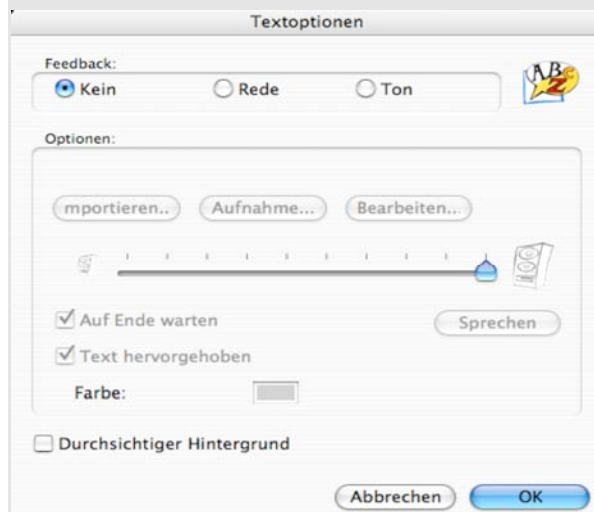 Textoptionen
Feedback:
Kein Rede Ton
ABC
Z
Optionen:
mportieren.. Aufnahme... Bearbeiten...
Auf Ende warten
Sprechen
Text hervorgehoben
Farbe:
Durchsichtiger Hintergrund
Abbrechen OK